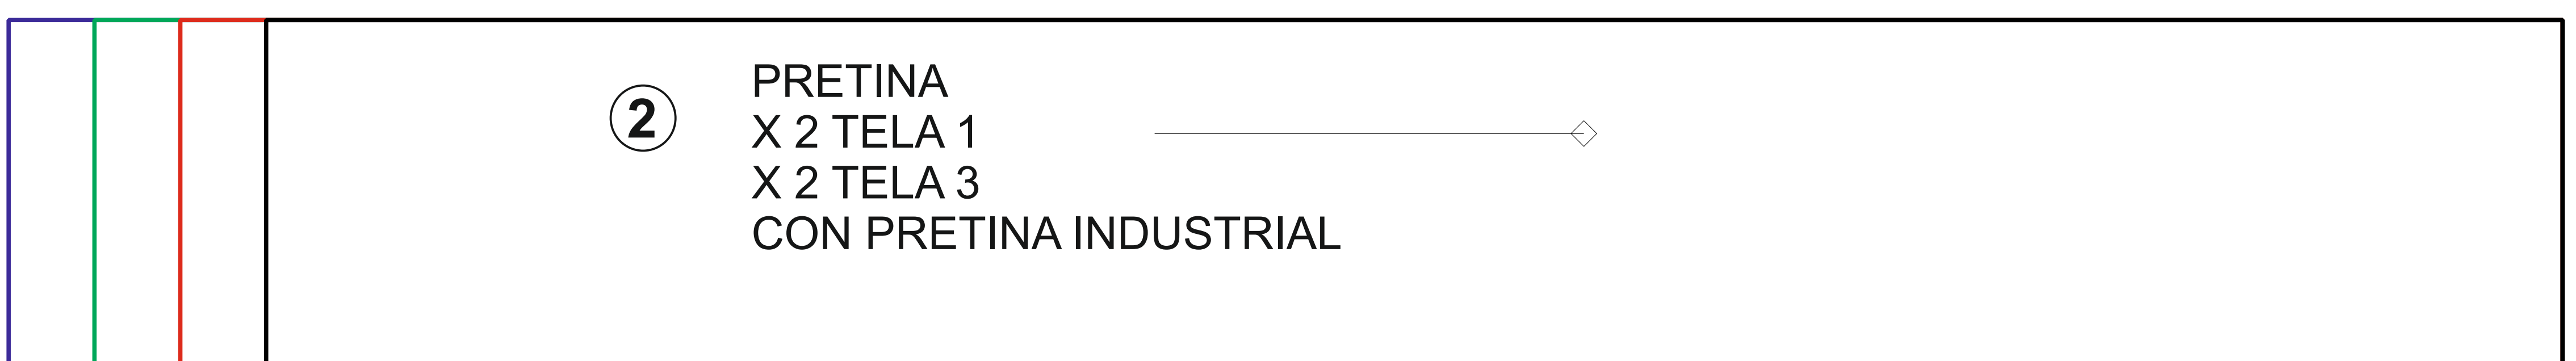 2
PRETINA
X 2 TELA 1
X 2 TELA 3
CON PRETINA INDUSTRIAL